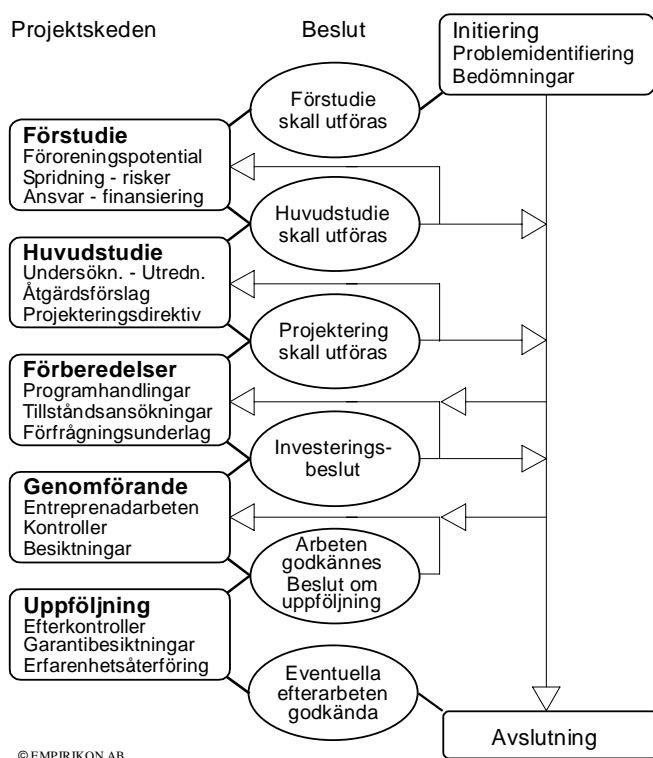 Projektskeden
Beslut
Initiering
Problemidentifiering
Bedömningar
Förstudie
skall utföras
Förstudie
Föroreningspotential
Spridning - risker
Ansvar - finansiering
Huvudstudie
skall utföras
Huvudstudie
Undersökn. - Utredn.
Åtgärdsförslag
Projekteringsdirektiv
Projektering
skall utföras
Förberedelser
Programhandlingar
Tillståndsansökningar
Förfrågningsunderlag
Investerings-
beslut
Genomförande
Entreprenadarbeten
Kontroller
Besiktningar
Arbeten
godkännes
Beslut om
uppföljning
Uppföljning
Efterkontroller
Garantibesiktningar
Erfarenhetsåterföring
Eventuella
efterarbeten
godkända
Avslutning
© EMPIRIKON AB